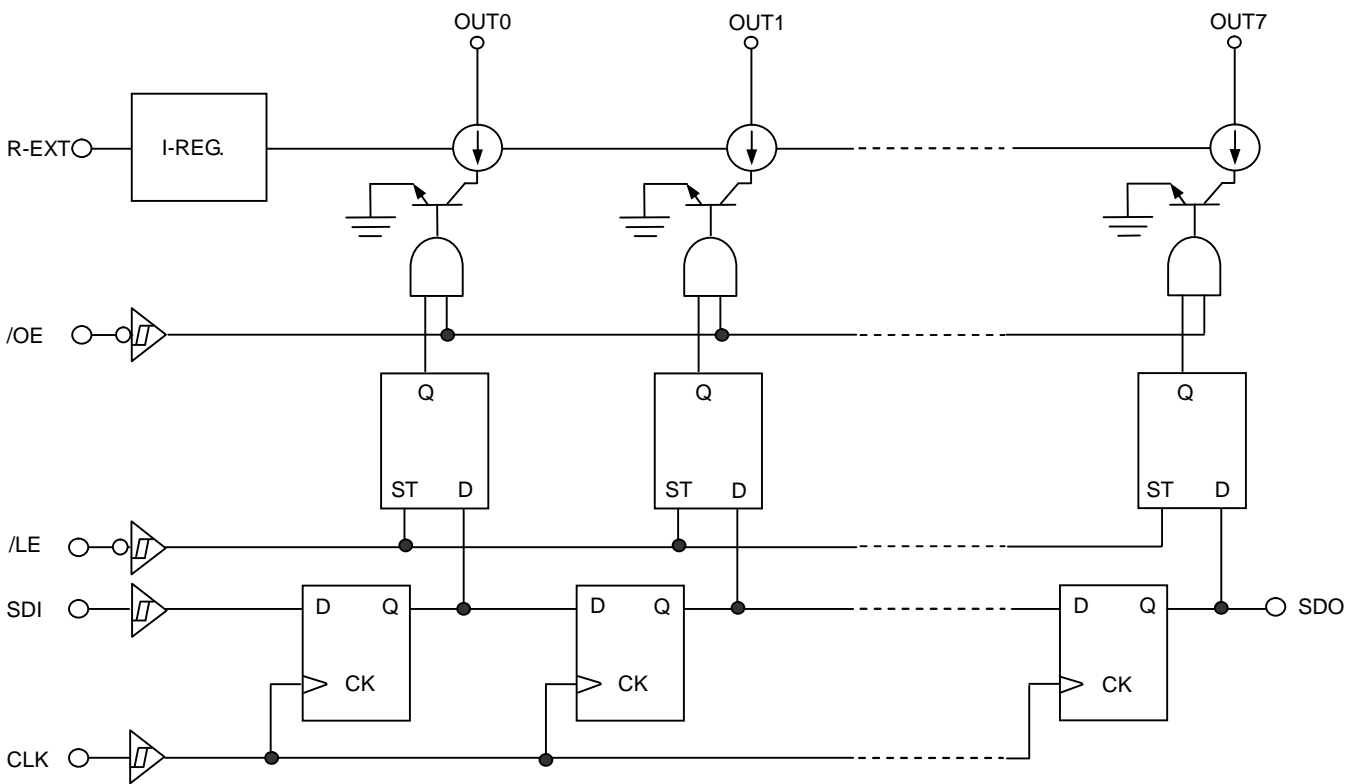 OUT0 OUT1 OUT7
R-EXT I-REG.
/OE
Q Q Q
ST D ST D ST D
/LE
SDI D Q D Q D Q SDO
CK CK CK
CLK